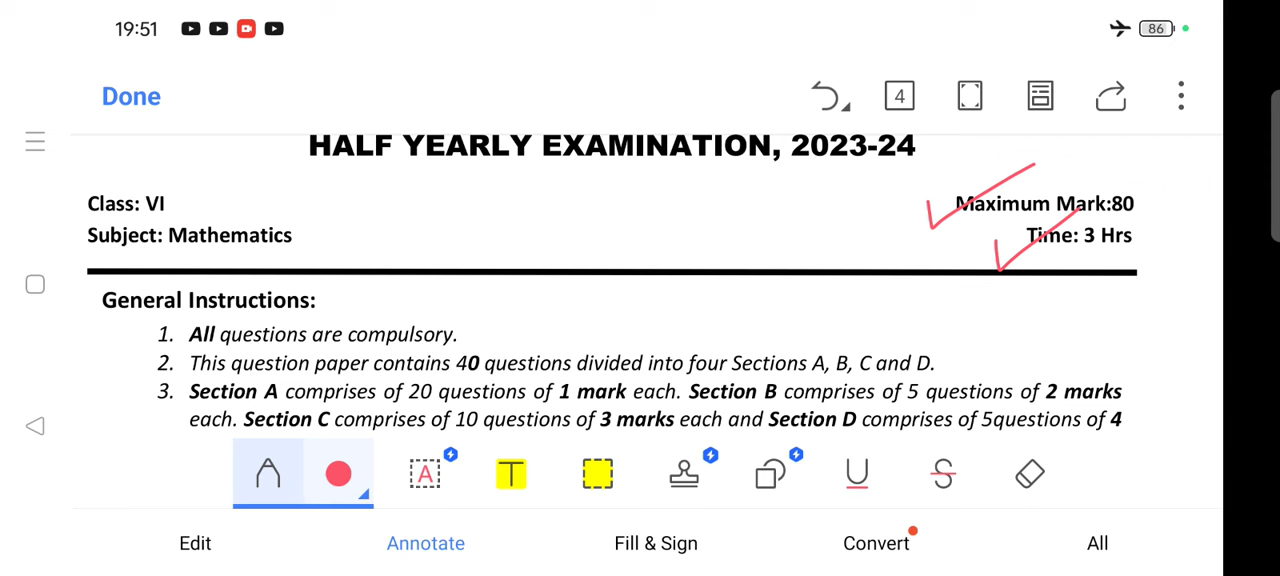 19:51
86
Done
4
HALF YEARLY EXAMINATION, 2023-24
Class: VI
Maximum Mark:80
Subject: Mathematics
Time: 3 Hrs
General Instructions:
1. All questions are compulsory.
2. This question paper contains 40 questions divided into four Sections A, B, C and D.
3. Section A comprises of 20 questions of 1 mark each. Section B comprises of 5 questions of 2 marks
each. Section C comprises of 10 questions of 3 marks each and Section D comprises of 5questions of 4
A T U S
Edit Annotate Fill & Sign Convert All